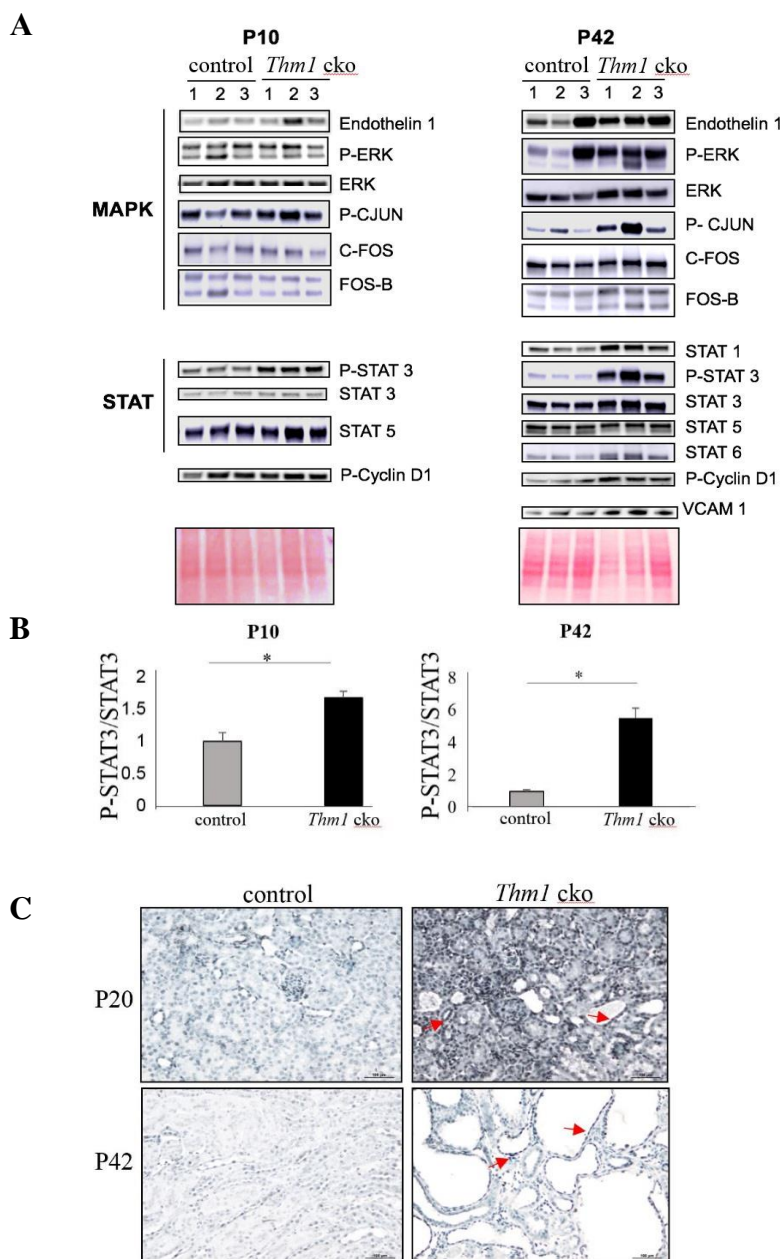 A
P10
control Thm1 cko
1 2 3 1 2 3
MAPK
Endothelin 1
P-ERK
ERK
P-CJUN
C-FOS
FOS-B
STAT
P-STAT 3
STAT 3
STAT 5
P-Cyclin D1
P42
control Thm1 cko
1 2 3 1 2 3
Endothelin 1
P-ERK
ERK
P- CJUN
C-FOS
FOS-B
STAT 1
P-STAT 3
STAT 3
STAT 5
STAT 6
P-Cyclin D1
VCAM 1
B
P10
P-STAT3/STAT3
2
1.5
1
0.5
0
*
control Thm1 cko
P42
P-STAT3/STAT3
8
6
4
2
0
*
control Thm1 cko
C
control Thm1 cko
P20
P42